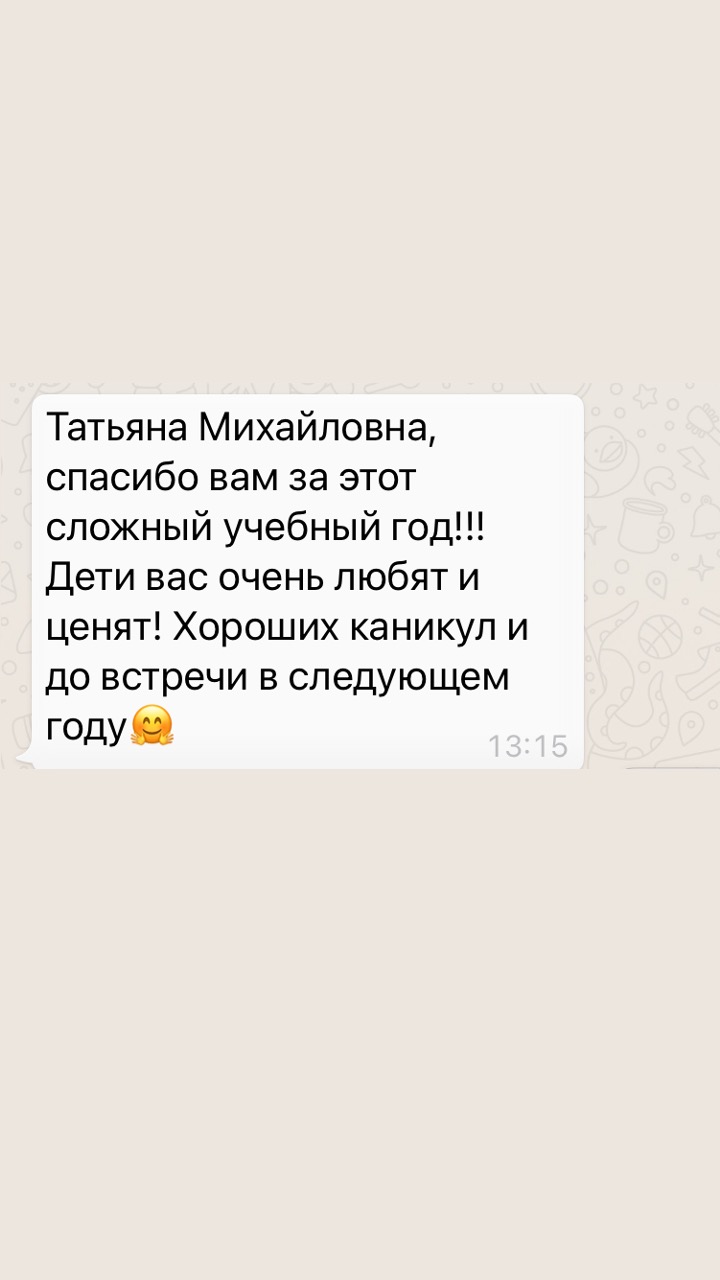 Татьяна Михайловна,
спасибо вам за этот
сложный учебный год!!!
Дети вас очень любят и
ценят! Хороших каникул и
до встречи в следующем
году🤗
13:15